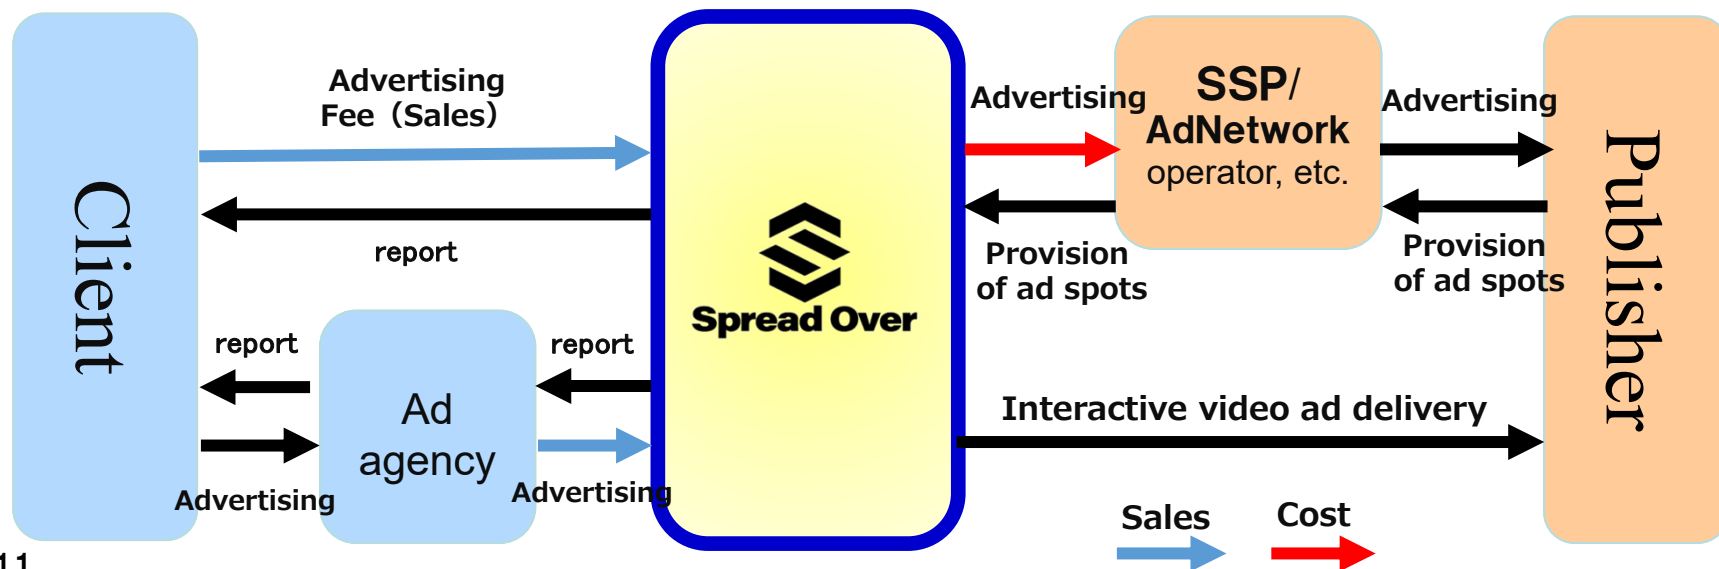 Client
Advertising
Fee（Sales）
report
report
report
Ad
agency
Advertising
Advertising
Spread Over
Advertising
SSP/
AdNetwork
operator, etc.
Advertising
Provision
of ad spots
Provision
of ad spots
Interactive video ad delivery
Publisher
Sales
Cost
11